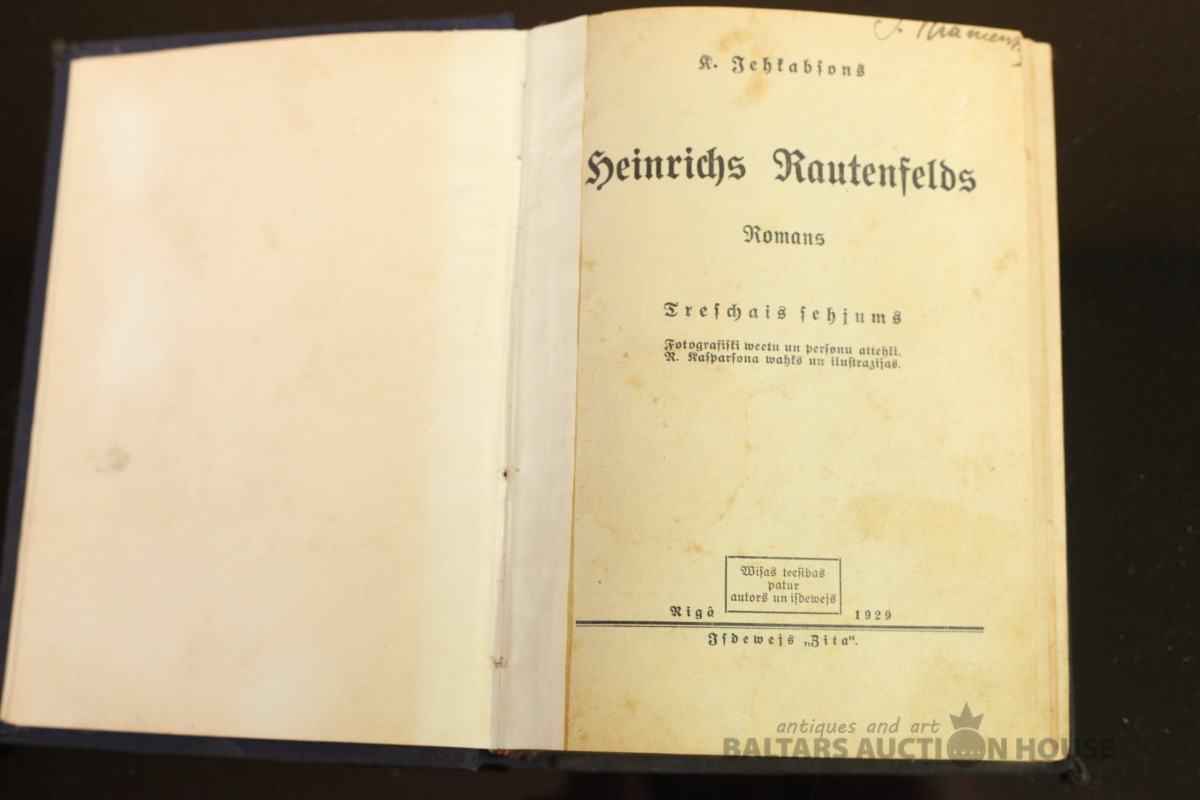 K. Jehkabſons
Heinrichs Rautenfelds
Romans
Treſchais ſehjums
Fotografiſki weetu un perſonu attehli.
R. Kaſparſona wahks un iluſtrazijas.
Wiſas teeſibas
patur
autors un iſdewejs
Rigâ 1929
Iſdewejs „Zita“.
antiques and art
BALTARS AUCTION HOUSE